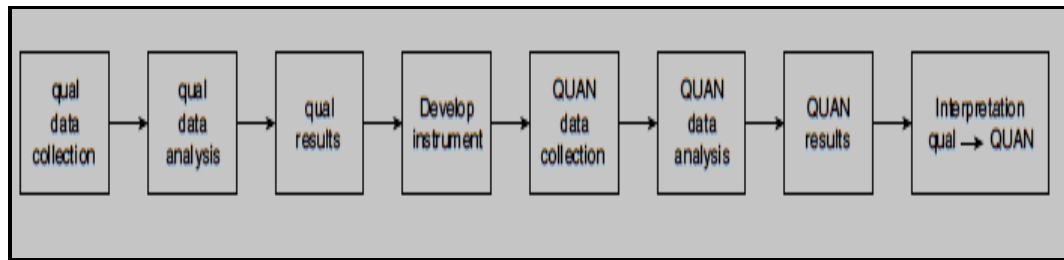 qual
data
collection
qual
data
analysis
qual
results
Develop
instrument
QUAN
data
collection
QUAN
data
analysis
QUAN
results
Interpretation
qual → QUAN